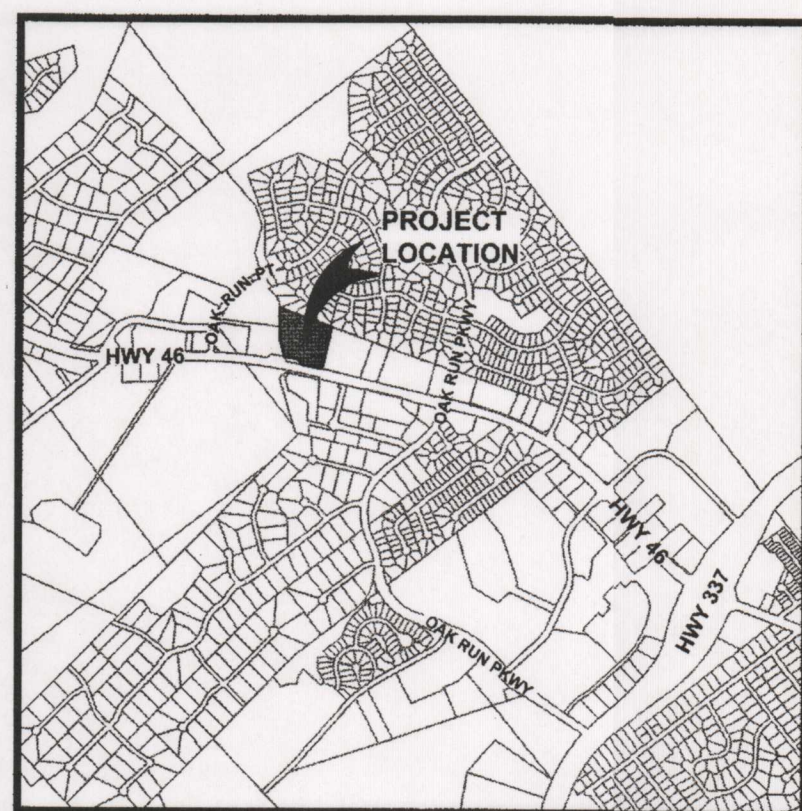 PROJECT
LOCATION
OAK-RUN-PT
HWY 46
OAK RUN PKWY
HWY 46
HWY 337
OAK RUN PKWY